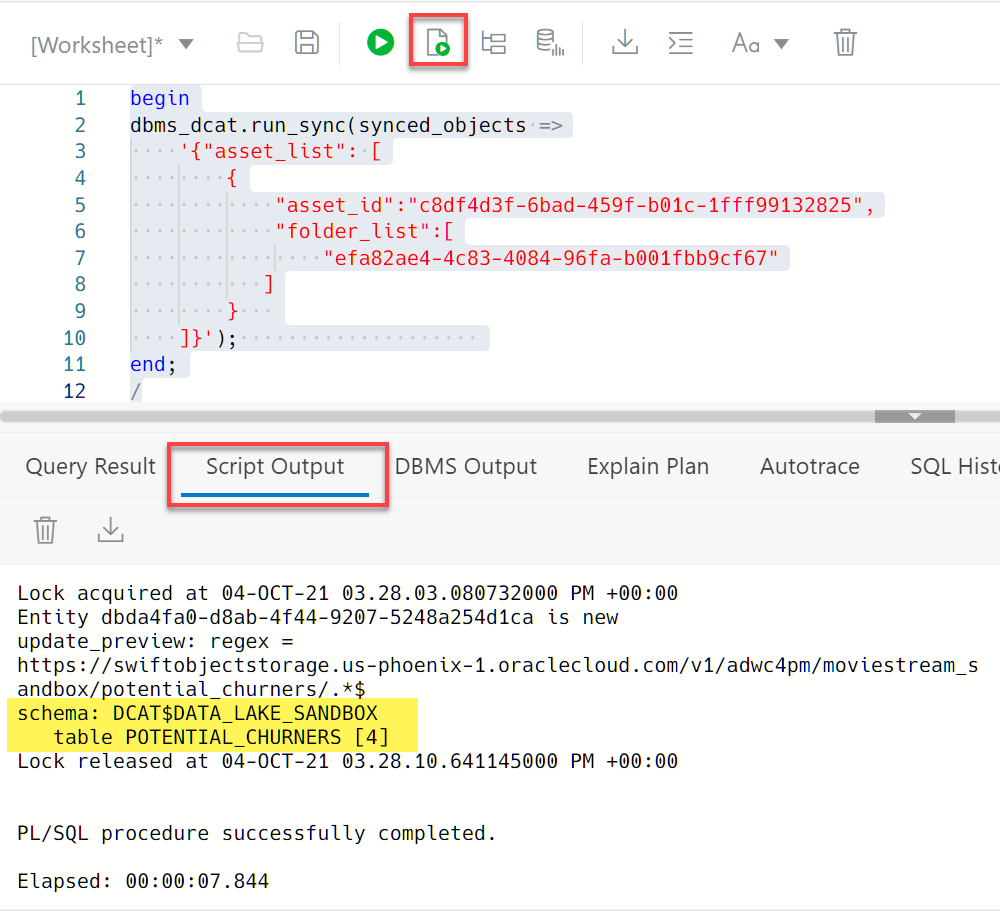 [Worksheet]*
Aa
1 begin
2 dbms_dcat.run_sync(synced_objects =>
3 '{"asset_list": [
4 {
5 "asset_id":"c8df4d3f-6bad-459f-b01c-1fff99132825",
6 "folder_list":[
7 "efa82ae4-4c83-4084-96fa-b001fbb9cf67"
8 ]
9 }
10 ]}');
11 end;
12 /
Query Result Script Output DBMS Output Explain Plan Autotrace SQL Histo
Lock acquired at 04-OCT-21 03.28.03.080732000 PM +00:00
Entity dbda4fa0-d8ab-4f44-9207-5248a254d1ca is new
update_preview: regex =
https://swiftobjectstorage.us-phoenix-1.oraclecloud.com/v1/adwc4pm/moviestream_s
andbox/potential_churners/.*$
schema: DCAT$DATA_LAKE_SANDBOX
table POTENTIAL_CHURNERS [4]
Lock released at 04-OCT-21 03.28.10.641145000 PM +00:00
PL/SQL procedure successfully completed.
Elapsed: 00:00:07.844